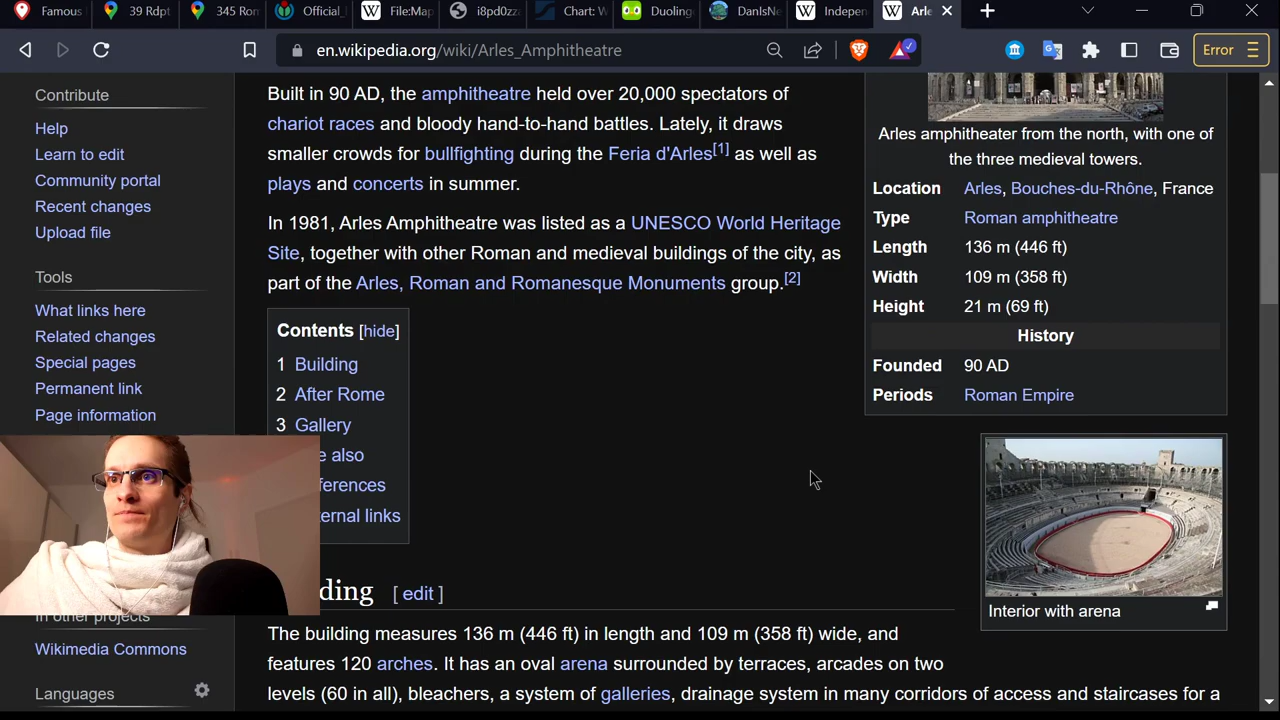 Famous
39 Rdpt
345 Ron
Official_
File:Map
i8pd0zz
Chart: W
Duoling
DanIsNe
Indepen
Arle
en.wikipedia.org/wiki/Arles_Amphitheatre
Error
Contribute
Help
Learn to edit
Community portal
Recent changes
Upload file
Tools
What links here
Related changes
Special pages
Permanent link
Page information
In other projects
Wikimedia Commons
Languages
Built in 90 AD, the amphitheatre held over 20,000 spectators of
chariot races and bloody hand-to-hand battles. Lately, it draws
smaller crowds for bullfighting during the Feria d'Arles[1] as well as
plays and concerts in summer.
In 1981, Arles Amphitheatre was listed as a UNESCO World Heritage
Site, together with other Roman and medieval buildings of the city, as
part of the Arles, Roman and Romanesque Monuments group.[2]
Contents [hide]
1 Building
2 After Rome
3 Gallery
e also
ferences
ternal links
ding [ edit ]
The building measures 136 m (446 ft) in length and 109 m (358 ft) wide, and
features 120 arches. It has an oval arena surrounded by terraces, arcades on two
levels (60 in all), bleachers, a system of galleries, drainage system in many corridors of access and staircases for a
Arles amphitheater from the north, with one of
the three medieval towers.
Location Arles, Bouches-du-Rhône, France
Type Roman amphitheatre
Length 136 m (446 ft)
Width 109 m (358 ft)
Height 21 m (69 ft)
History
Founded 90 AD
Periods Roman Empire
Interior with arena